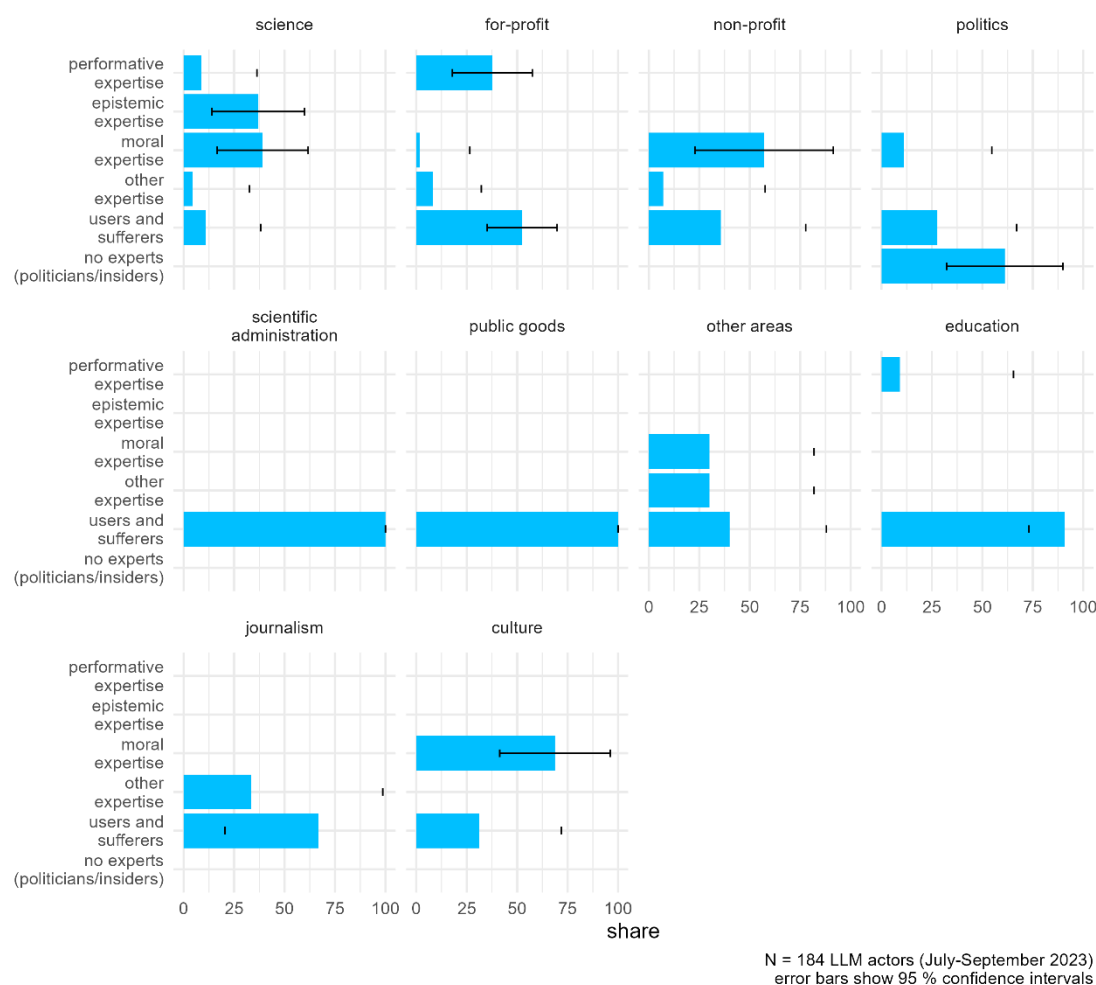 science
for-profit
non-profit
politics
performative
expertise
epistemic
expertise
moral
expertise
other
expertise
users and
sufferers
no experts
(politicians/insiders)
scientific
administration
public goods
other areas
education
performative
expertise
epistemic
expertise
moral
expertise
other
expertise
users and
sufferers
no experts
(politicians/insiders)
0 25 50 75 100
0 25 50 75 100
journalism
culture
performative
expertise
epistemic
expertise
moral
expertise
other
expertise
users and
sufferers
no experts
(politicians/insiders)
0 25 50 75 100
0 25 50 75 100
share
N = 184 LLM actors (July-September 2023)
error bars show 95 % confidence intervals